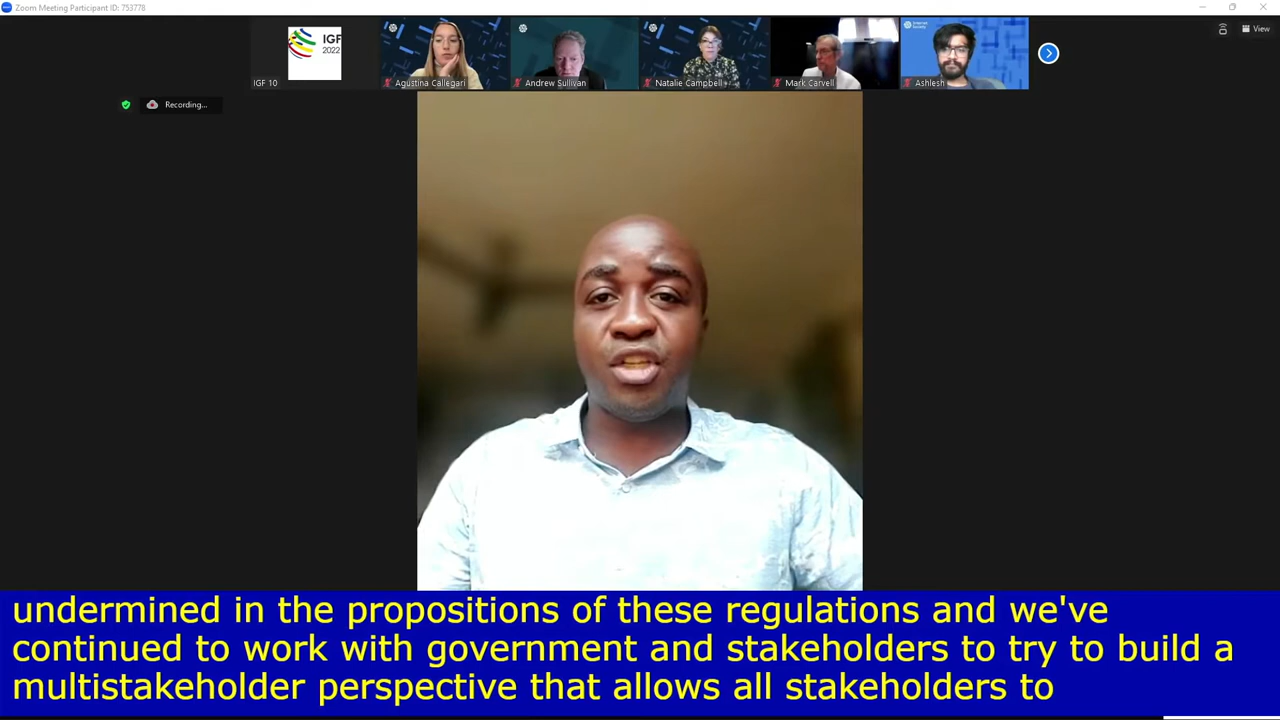 Zoom Meeting Participant ID: 753778
IGF
2022
IGF 10
Agustina Callegari
Andrew Sullivan
Natalie Campbell
Mark Carvell
Ashlesh
View
Recording...
undermined in the propositions of these regulations and we've
continued to work with government and stakeholders to try to build a
multistakeholder perspective that allows all stakeholders to